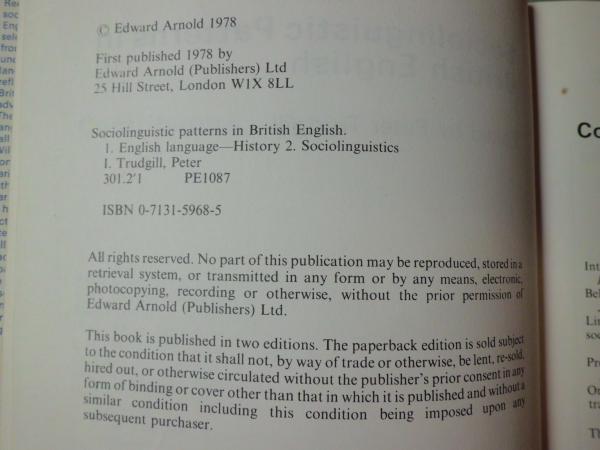 © Edward Arnold 1978
First published 1978 by
Edward Arnold (Publishers) Ltd
25 Hill Street, London W1X 8LL
Sociolinguistic patterns in British English.
1. English language—History 2. Sociolinguistics
I. Trudgill, Peter
301.2'1 PE1087
ISBN 0-7131-5968-5
All rights reserved. No part of this publication may be reproduced, stored in a
retrieval system, or transmitted in any form or by any means, electronic,
photocopying, recording or otherwise, without the prior permission of
Edward Arnold (Publishers) Ltd.
This book is published in two editions. The paperback edition is sold subject
to the condition that it shall not, by way of trade or otherwise, be lent, re-sold,
hired out, or otherwise circulated without the publisher's prior consent in any
form of binding or cover other than that in which it is published and without a
similar condition including this condition being imposed upon any
subsequent purchaser.